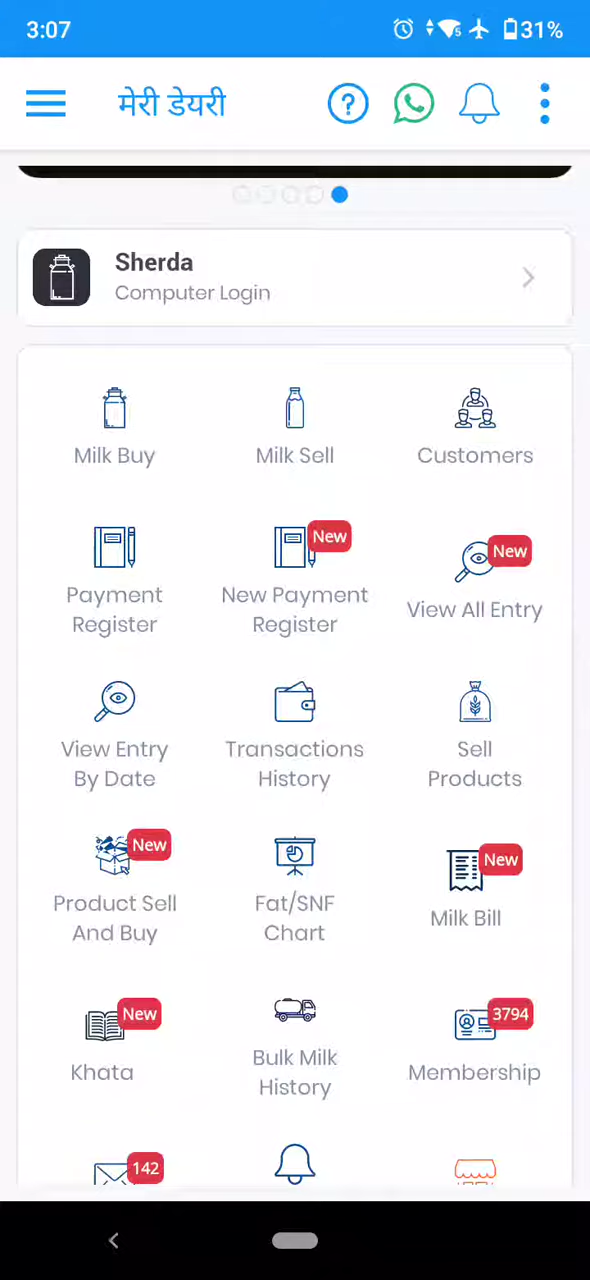 3:07
5
31%
मेरी डेयरी
Sherda
Computer Login
Milk Buy
Milk Sell
Customers
Payment
Register
New
New Payment
Register
New
View All Entry
View Entry
By Date
Transactions
History
Sell
Products
New
Product Sell
And Buy
Fat/SNF
Chart
New
Milk Bill
New
Khata
Bulk Milk
History
3794
Membership
142